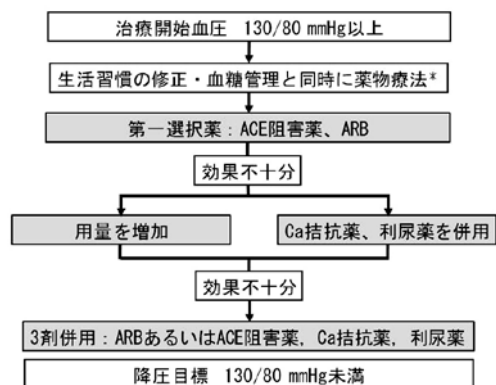 治療開始血圧 130/80 mmHg以上
生活習慣の修正・血糖管理と同時に薬物療法*
第一選択薬：ACE阻害薬、ARB
効果不十分
用量を増加
Ca拮抗薬、利尿薬を併用
効果不十分
3剤併用：ARBあるいはACE阻害薬，Ca拮抗薬，利尿薬
降圧目標 130/80 mmHg未満